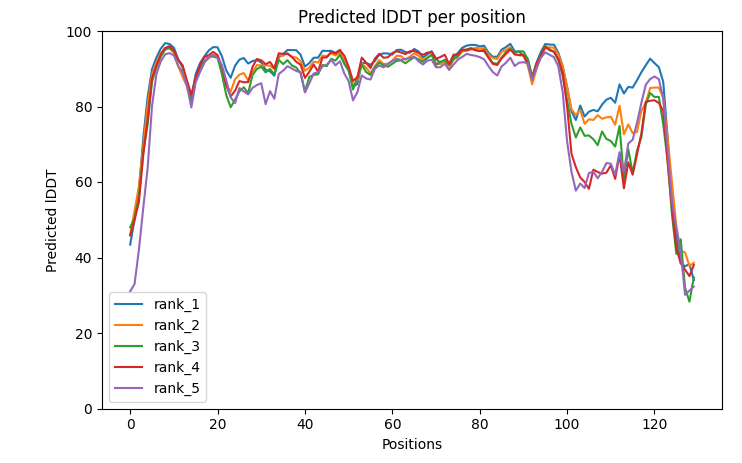 Predicted lDDT per position
Predicted lDDT
100
80
60
40
20
0
rank_1
rank_2
rank_3
rank_4
rank_5
0 20 40 60 80 100 120
Positions